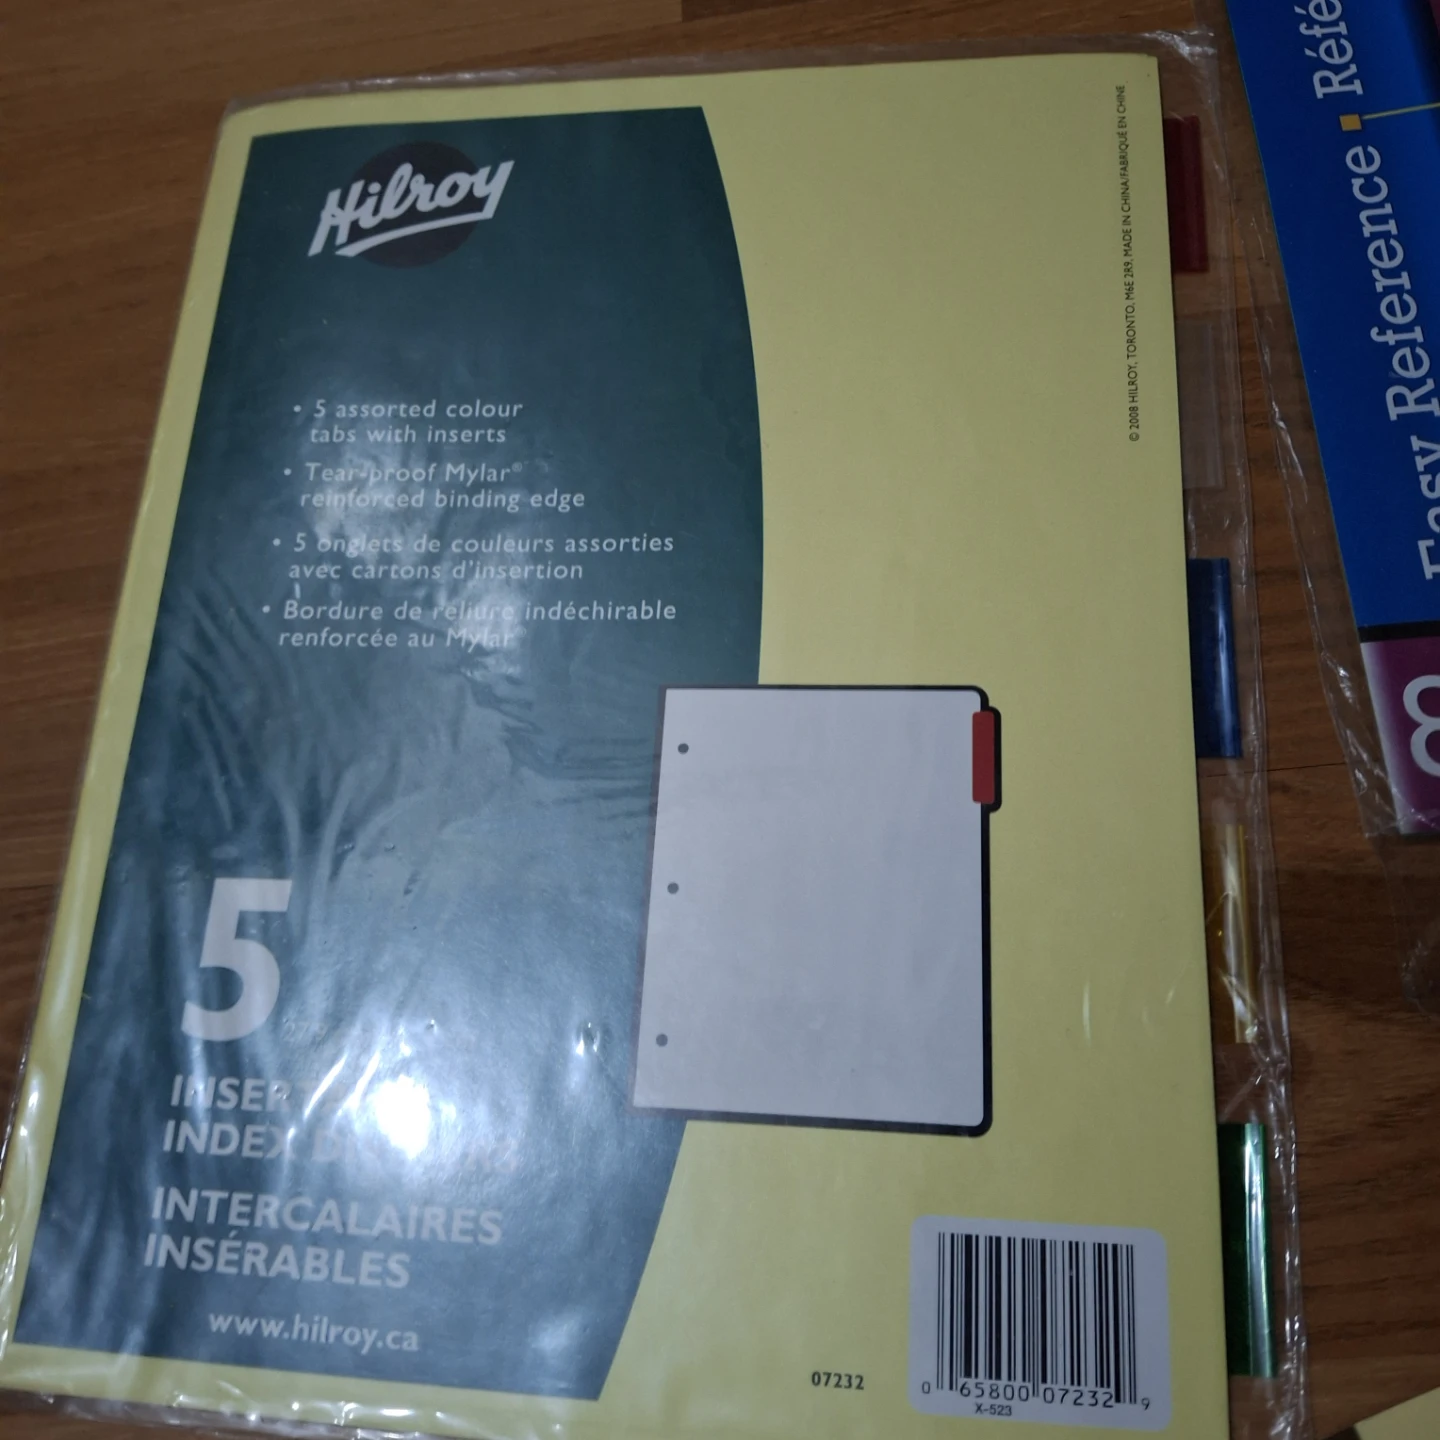 Hilroy
• 5 assorted colour
tabs with inserts
• Tear-proof Mylar®
reinforced binding edge
• 5 onglets de couleurs assorties
avec cartons d'insertion
• Bordure de reliure indéchirable
renforcée au Mylar
5
INDEX
INTERCALAIRES
INSÉRABLES
www.hilroy.ca
07232
0 65800 07232 9
X-523
© 2008 HILROY, TORONTO, M6E 2R9. MADE IN CHINA/FABRIQUÉ EN CHINE
Easy Reference ▪ Réfé
8